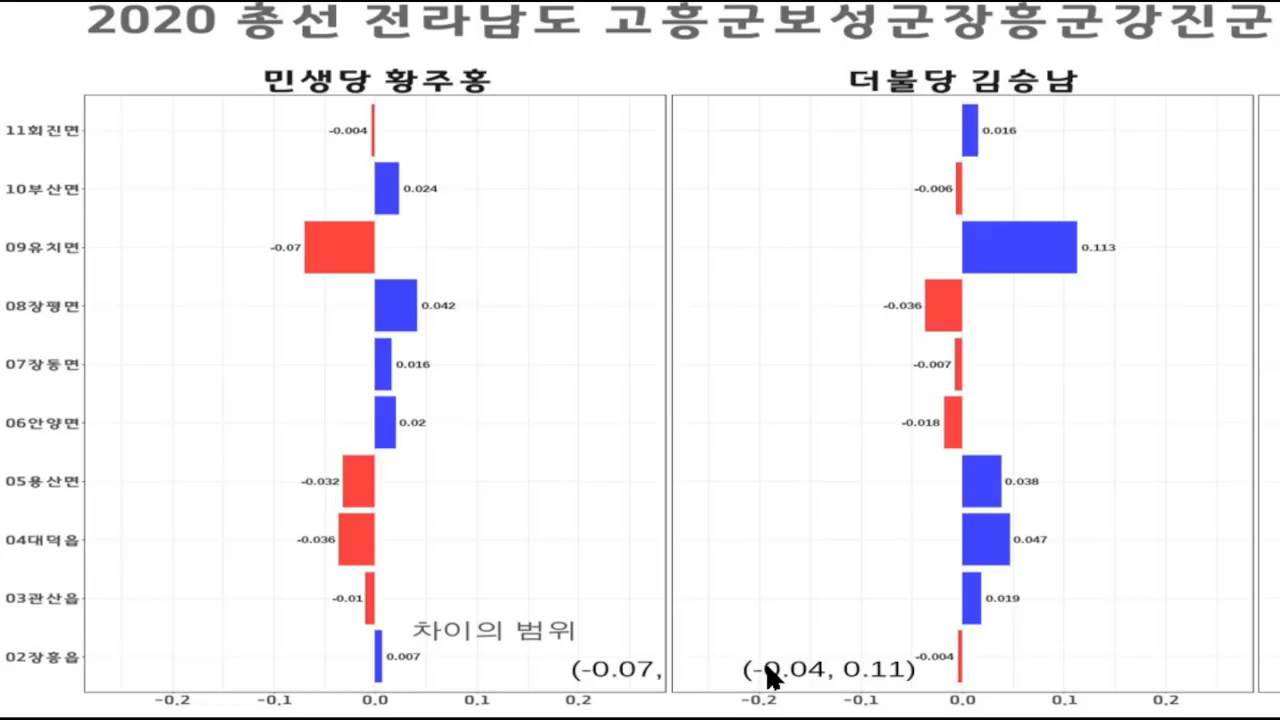 2020 총선 전라남도 고흥군보성군장흥군강진군
민생당 황주홍
더불당 김승남
11회진면 -0.004 0.016
10부산면 0.024 -0.006
09유치면 -0.07 0.113
08장평면 0.042 -0.036
07장동면 0.016 -0.007
06안양면 0.02 -0.018
05용산면 -0.032 0.038
04대덕읍 -0.036 0.047
03관산읍 -0.01 0.019
차이의 범위
02장흥읍 0.007 -0.004
(-0.07, (-0.04, 0.11)
-0.2 -0.1 0.0 0.1 0.2 -0.2 -0.1 0.0 0.1 0.2